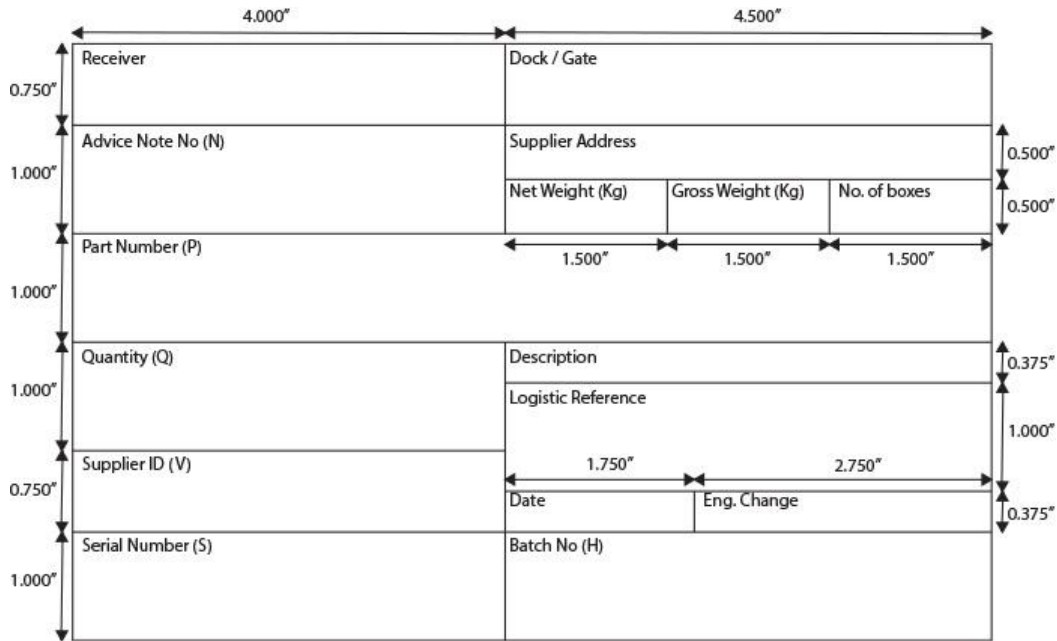 4.000” 4.500”
Receiver Dock / Gate
0.750”
Advice Note No (N) Supplier Address
1.000” 0.500”
Net Weight (Kg) Gross Weight (Kg) No. of boxes
0.500”
Part Number (P)
1.500” 1.500” 1.500”
1.000”
Quantity (Q) Description
0.375”
1.000” Logistic Reference
1.000”
Supplier ID (V) 1.750” 2.750”
0.750”
Date Eng. Change
0.375”
Serial Number (S) Batch No (H)
1.000”